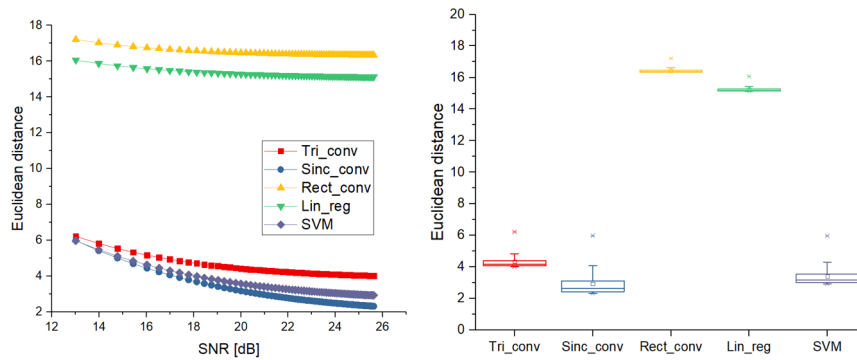 18
16
14
12
10
8
6
4
2
Euclidean distance
12 14 16 18 20 22 24 26 28
SNR [dB]
Tri_conv
Sinc_conv
Rect_conv
Lin_reg
SVM
20
18
16
14
12
10
8
6
4
2
0
Euclidean distance
Tri_conv Sinc_conv Rect_conv Lin_reg SVM